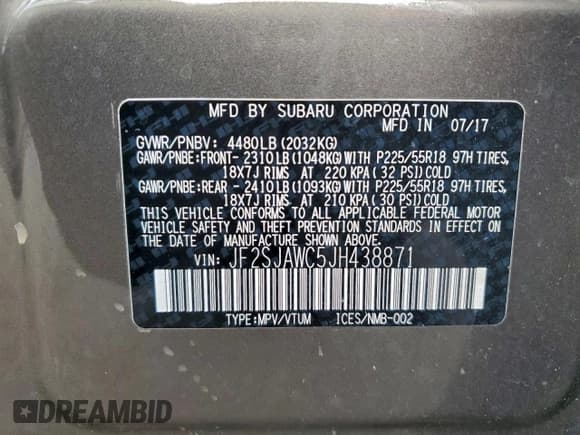 MFD BY SUBARU CORPORATION
MFD IN 07/17
GVWR/PNBV: 4480LB (2032KG)
GAWR/PNBE:FRONT- 2310LB (1048KG)WITH P225/55R18 97H TIRES,
18X7J RIMS AT 220 KPA ( 32 PSI) COLD
GAWR/PNBE:REAR - 2410LB (1093KG)WITH P225/55R18 97H TIRES,
18X7J RIMS AT 210 KPA ( 30 PSI) COLD
THIS VEHICLE CONFORMS TO ALL APPLICABLE FEDERAL MOTOR
VEHICLE SAFETY AND THEFT PREVENTION STANDARDS IN EFFECT
ON THE DATE OF MANUFACTURE SHOWN ABOVE.
VIN: JF2SJAWC5JH438871
TYPE:MPV/VTUM ICES/NMB-002
DREAMBID